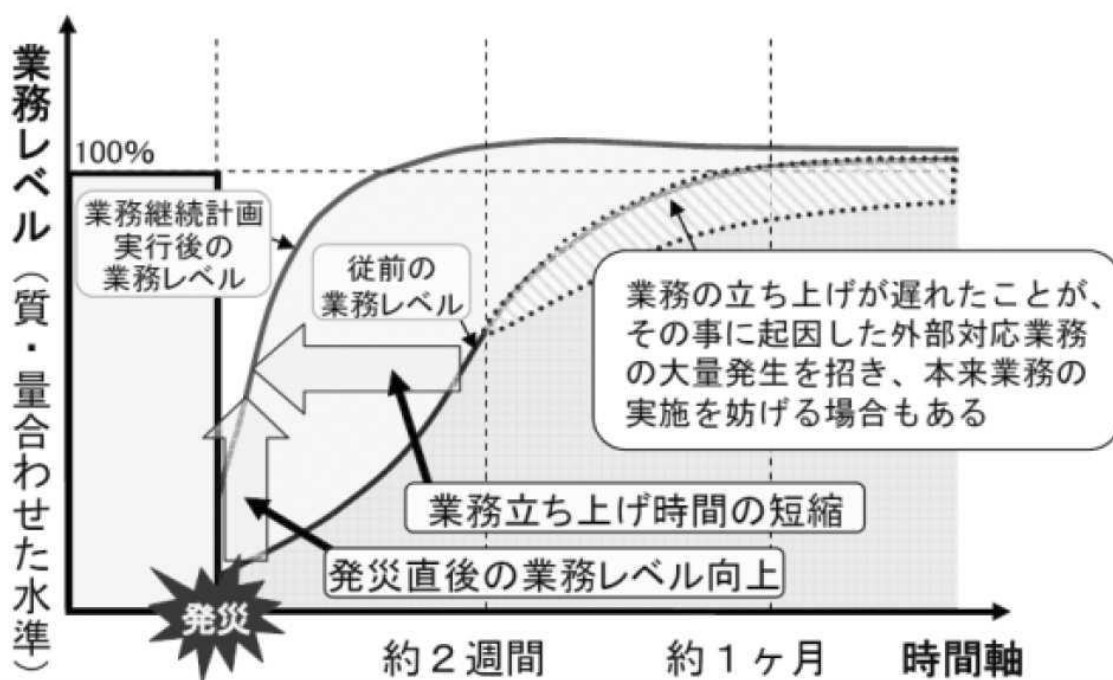 業務レベル（質・量合わせた水準）
100%
業務継続計画
実行後の
業務レベル
従前の
業務レベル
業務の立ち上げが遅れたことが、
その事に起因した外部対応業務
の大量発生を招き、本来業務の
実施を妨げる場合もある
業務立ち上げ時間の短縮
発災直後の業務レベル向上
発災
約２週間
約１ヶ月
時間軸